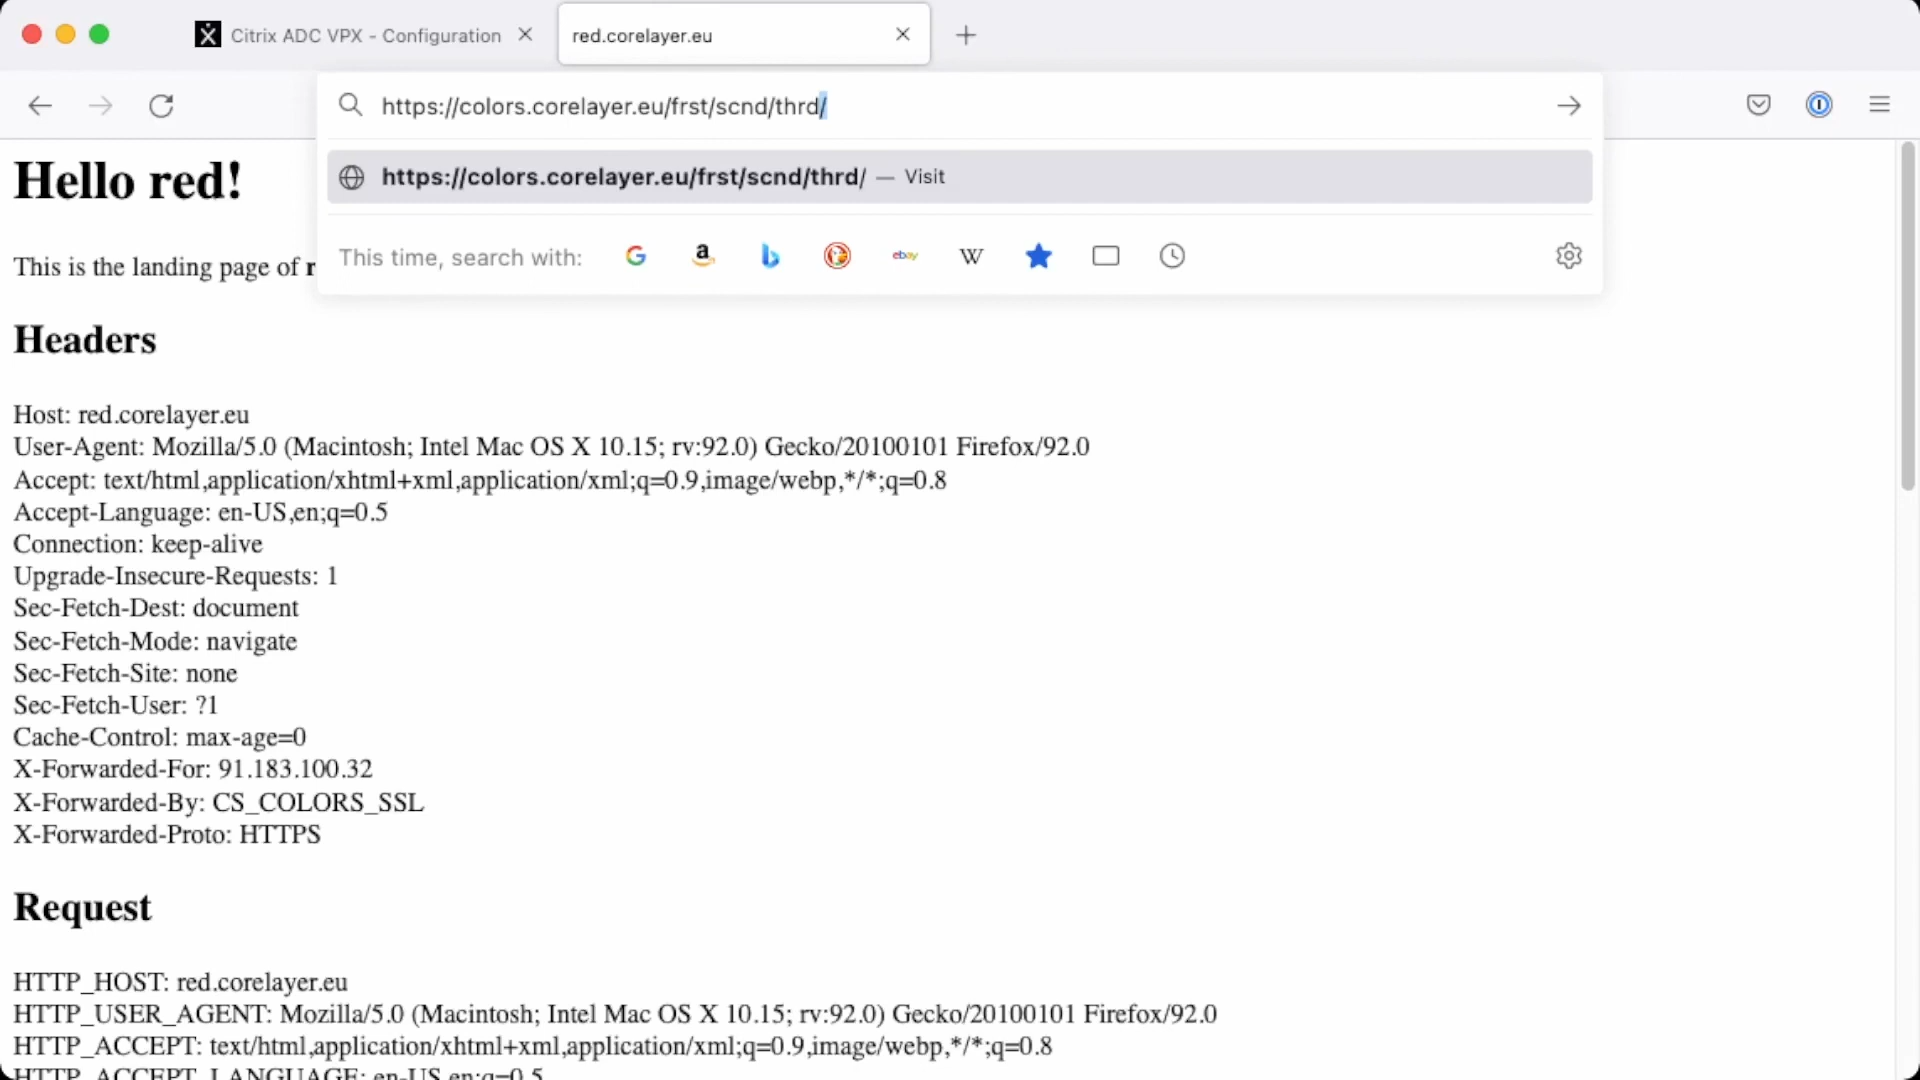 Citrix ADC VPX - Configuration
red.corelayer.eu
https://colors.corelayer.eu/frst/scnd/thrd/
https://colors.corelayer.eu/frst/scnd/thrd/ — Visit
This time, search with:
G
a
b
ebay
W
Hello red!
This is the landing page of r
Headers
Host: red.corelayer.eu
User-Agent: Mozilla/5.0 (Macintosh; Intel Mac OS X 10.15; rv:92.0) Gecko/20100101 Firefox/92.0
Accept: text/html,application/xhtml+xml,application/xml;q=0.9,image/webp,*/*;q=0.8
Accept-Language: en-US,en;q=0.5
Connection: keep-alive
Upgrade-Insecure-Requests: 1
Sec-Fetch-Dest: document
Sec-Fetch-Mode: navigate
Sec-Fetch-Site: none
Sec-Fetch-User: ?1
Cache-Control: max-age=0
X-Forwarded-For: 91.183.100.32
X-Forwarded-By: CS_COLORS_SSL
X-Forwarded-Proto: HTTPS
Request
HTTP_HOST: red.corelayer.eu
HTTP_USER_AGENT: Mozilla/5.0 (Macintosh; Intel Mac OS X 10.15; rv:92.0) Gecko/20100101 Firefox/92.0
HTTP_ACCEPT: text/html,application/xhtml+xml,application/xml;q=0.9,image/webp,*/*;q=0.8
HTTP_ACCEPT_LANGUAGE: en-US,en;q=0.5